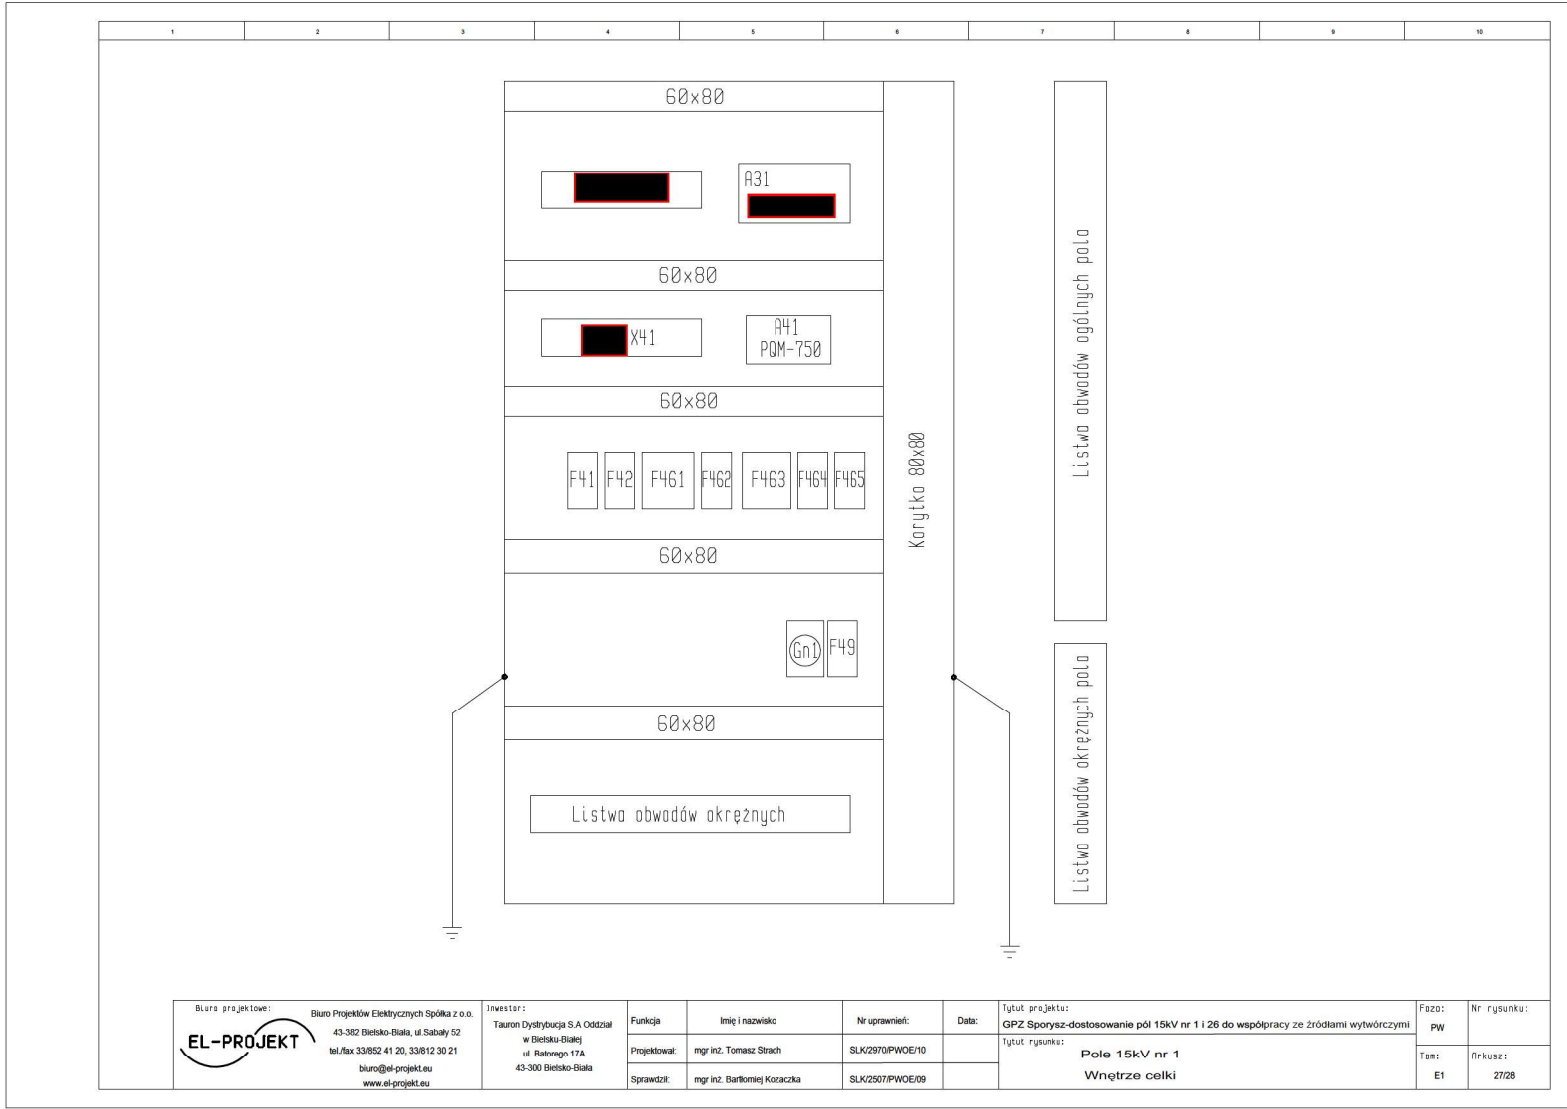 1 2 3 4 5 6 7 8 9 10
60x80
A31
60x80
X41
A41
PQM-750
60x80
F41 F42 F461 F462 F463 F464 F465
60x80
Gn1 F49
60x80
Listwa obwodów okrężnych
Korytko 80x80
Listwa obwodów ogólnych pola
Listwa obwodów okrężnych pola
Biuro projektowe:
EL-PROJEKT
Biuro Projektów Elektrycznych Spółka z o.o.
43-382 Bielsko-Biała, ul.Sabały 52
tel./fax 33/852 41 20, 33/812 30 21
biuro@el-projekt.eu
www.el-projekt.eu
Inwestor:
Tauron Dystrybucja S.A Oddział
w Bielsku-Białej
ul. Batorego 17A
43-300 Bielsko-Biała
Funkcja Imię i nazwisko Nr uprawnień: Data:
Projektował: mgr inż. Tomasz Strach SLK/2970/PWOE/10
Sprawdził: mgr inż. Bartłomiej Kozaczka SLK/2507/PWOE/09
Tytuł projektu:
GPZ Sporysz-dostosowanie pól 15kV nr 1 i 26 do współpracy ze źródłami wytwórczymi
Tytuł rysunku:
Pole 15kV nr 1
Wnętrze celki
Faza:
PW
Nr rysunku:
Tom:
E1
Arkusz:
27/28